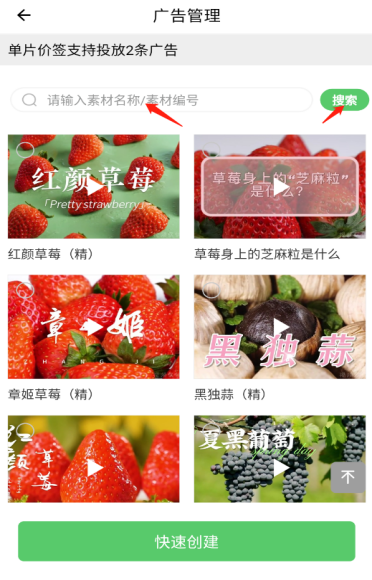 广告管理
单片价签支持投放2条广告
请输入素材名称/素材编号
搜索
红颜草莓
「Pretty strawberry」
草莓身上的“芝麻粒”
是什么?
红颜草莓（精）
草莓身上的芝麻粒是什么
章姬
HANG JI
黑独蒜
章姬草莓（精）
黑独蒜（精）
红颜
草莓
夏黑葡萄
快速创建